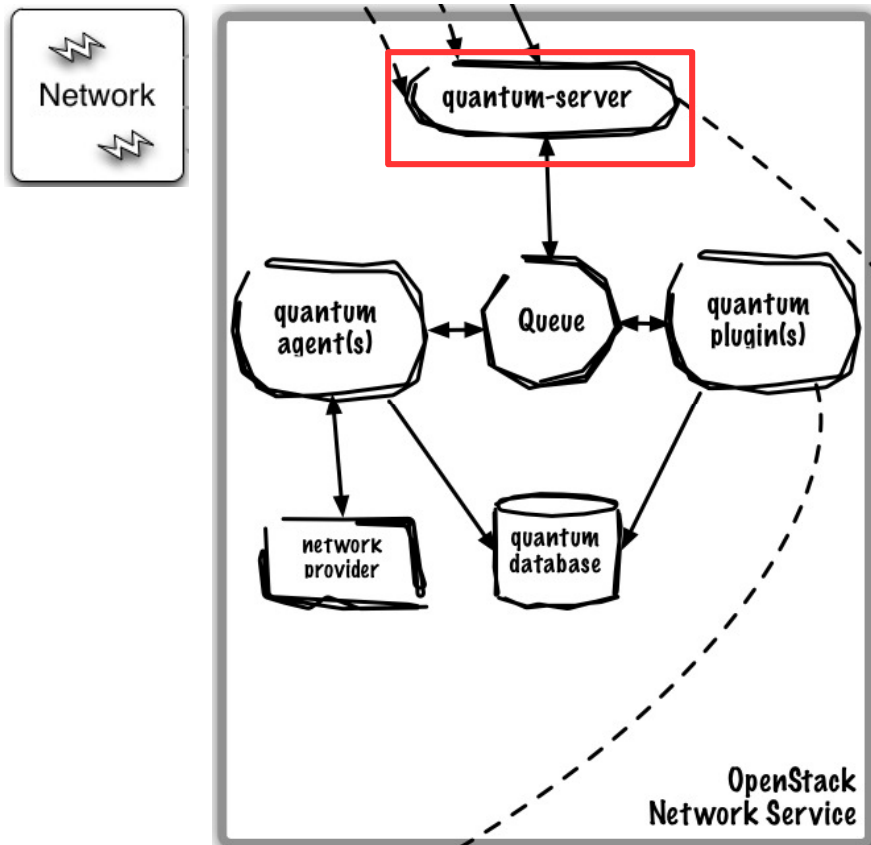 Network
quantum-server
quantum
agent(s)
Queue
quantum
plugin(s)
network
provider
quantum
database
OpenStack
Network Service